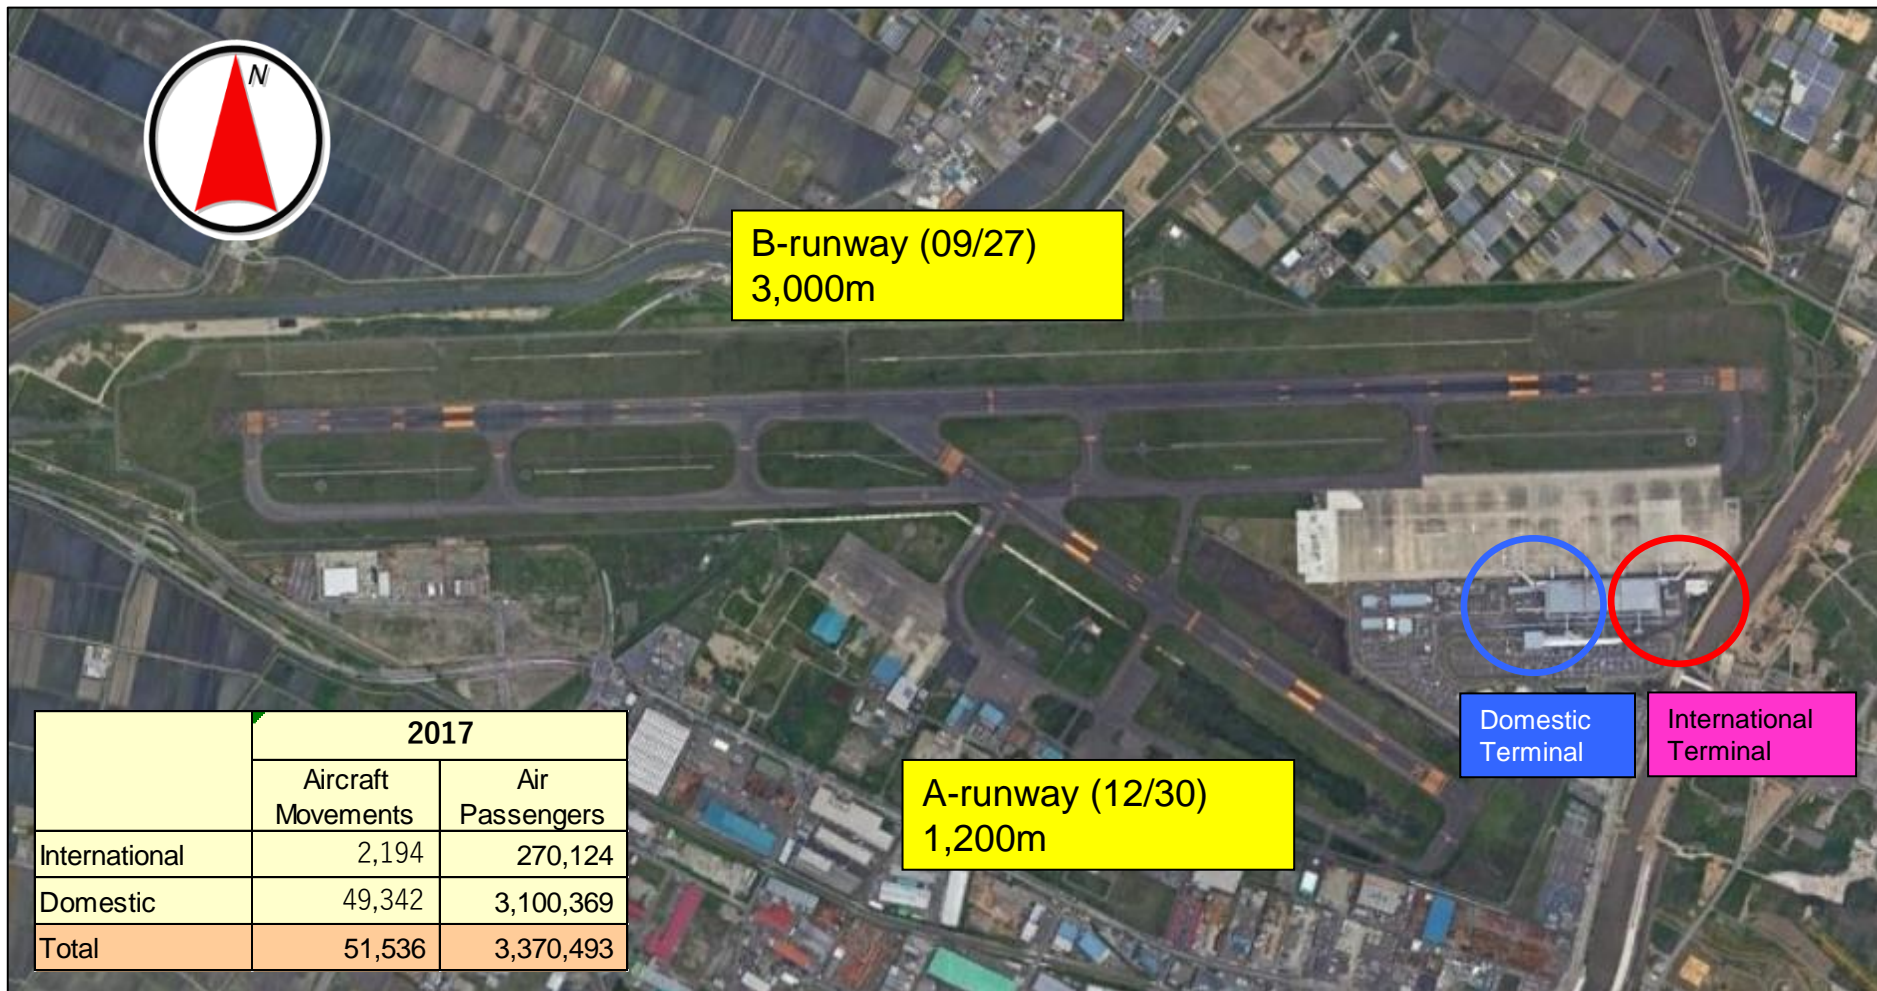 N
B-runway (09/27)
3,000m
Domestic
Terminal
International
Terminal
A-runway (12/30)
1,200m
2017
Aircraft
Movements
Air
Passengers
International 2,194 270,124
Domestic 49,342 3,100,369
Total 51,536 3,370,493